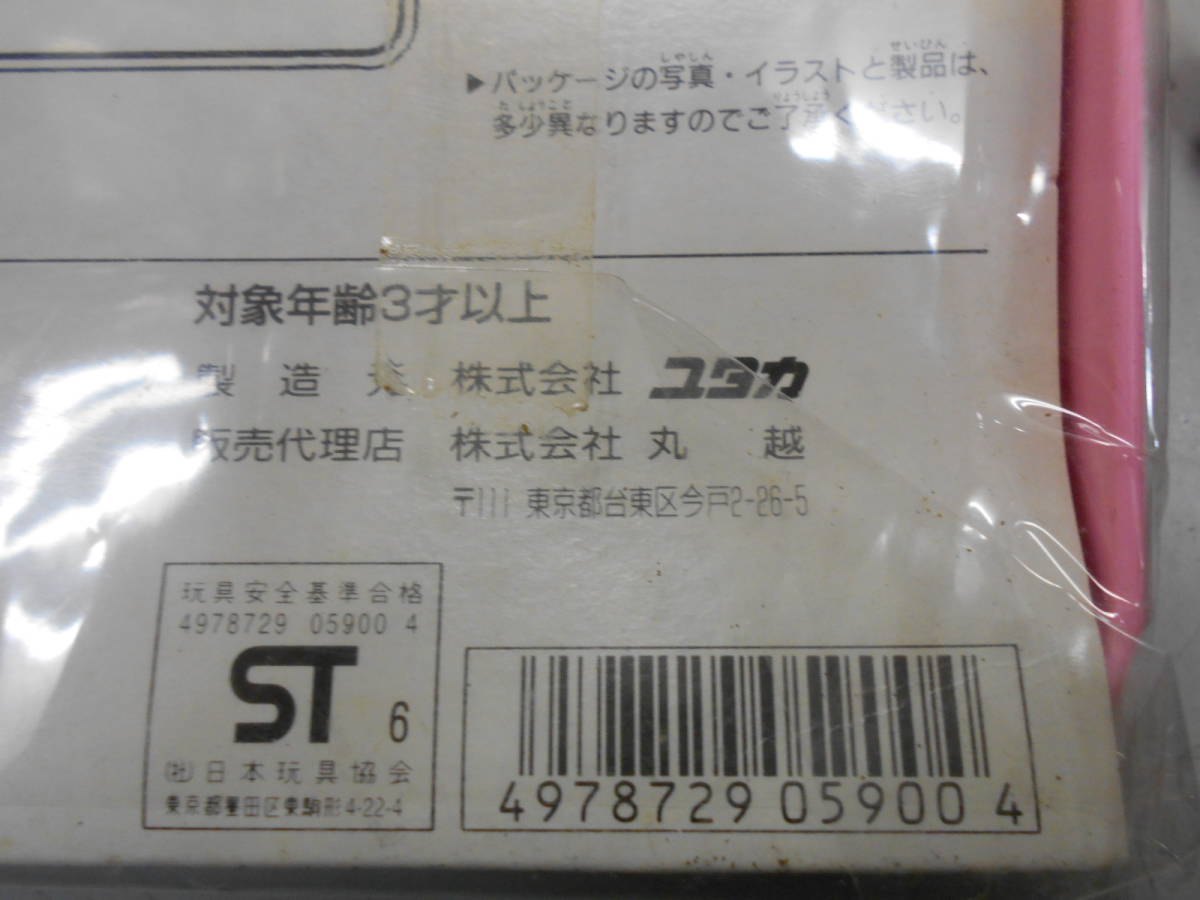 ▶パッケージの写真・イラストと製品は、
多少異なりますのでご了承ください。
対象年齢3才以上
製造元 株式会社 ユタカ
販売代理店 株式会社 丸越
〒111 東京都台東区今戸2-26-5
玩具安全基準合格
4978729 05900 4
ST 6
(社)日本玩具協会
東京都墨田区東駒形4-22-4
4978729 05900 4